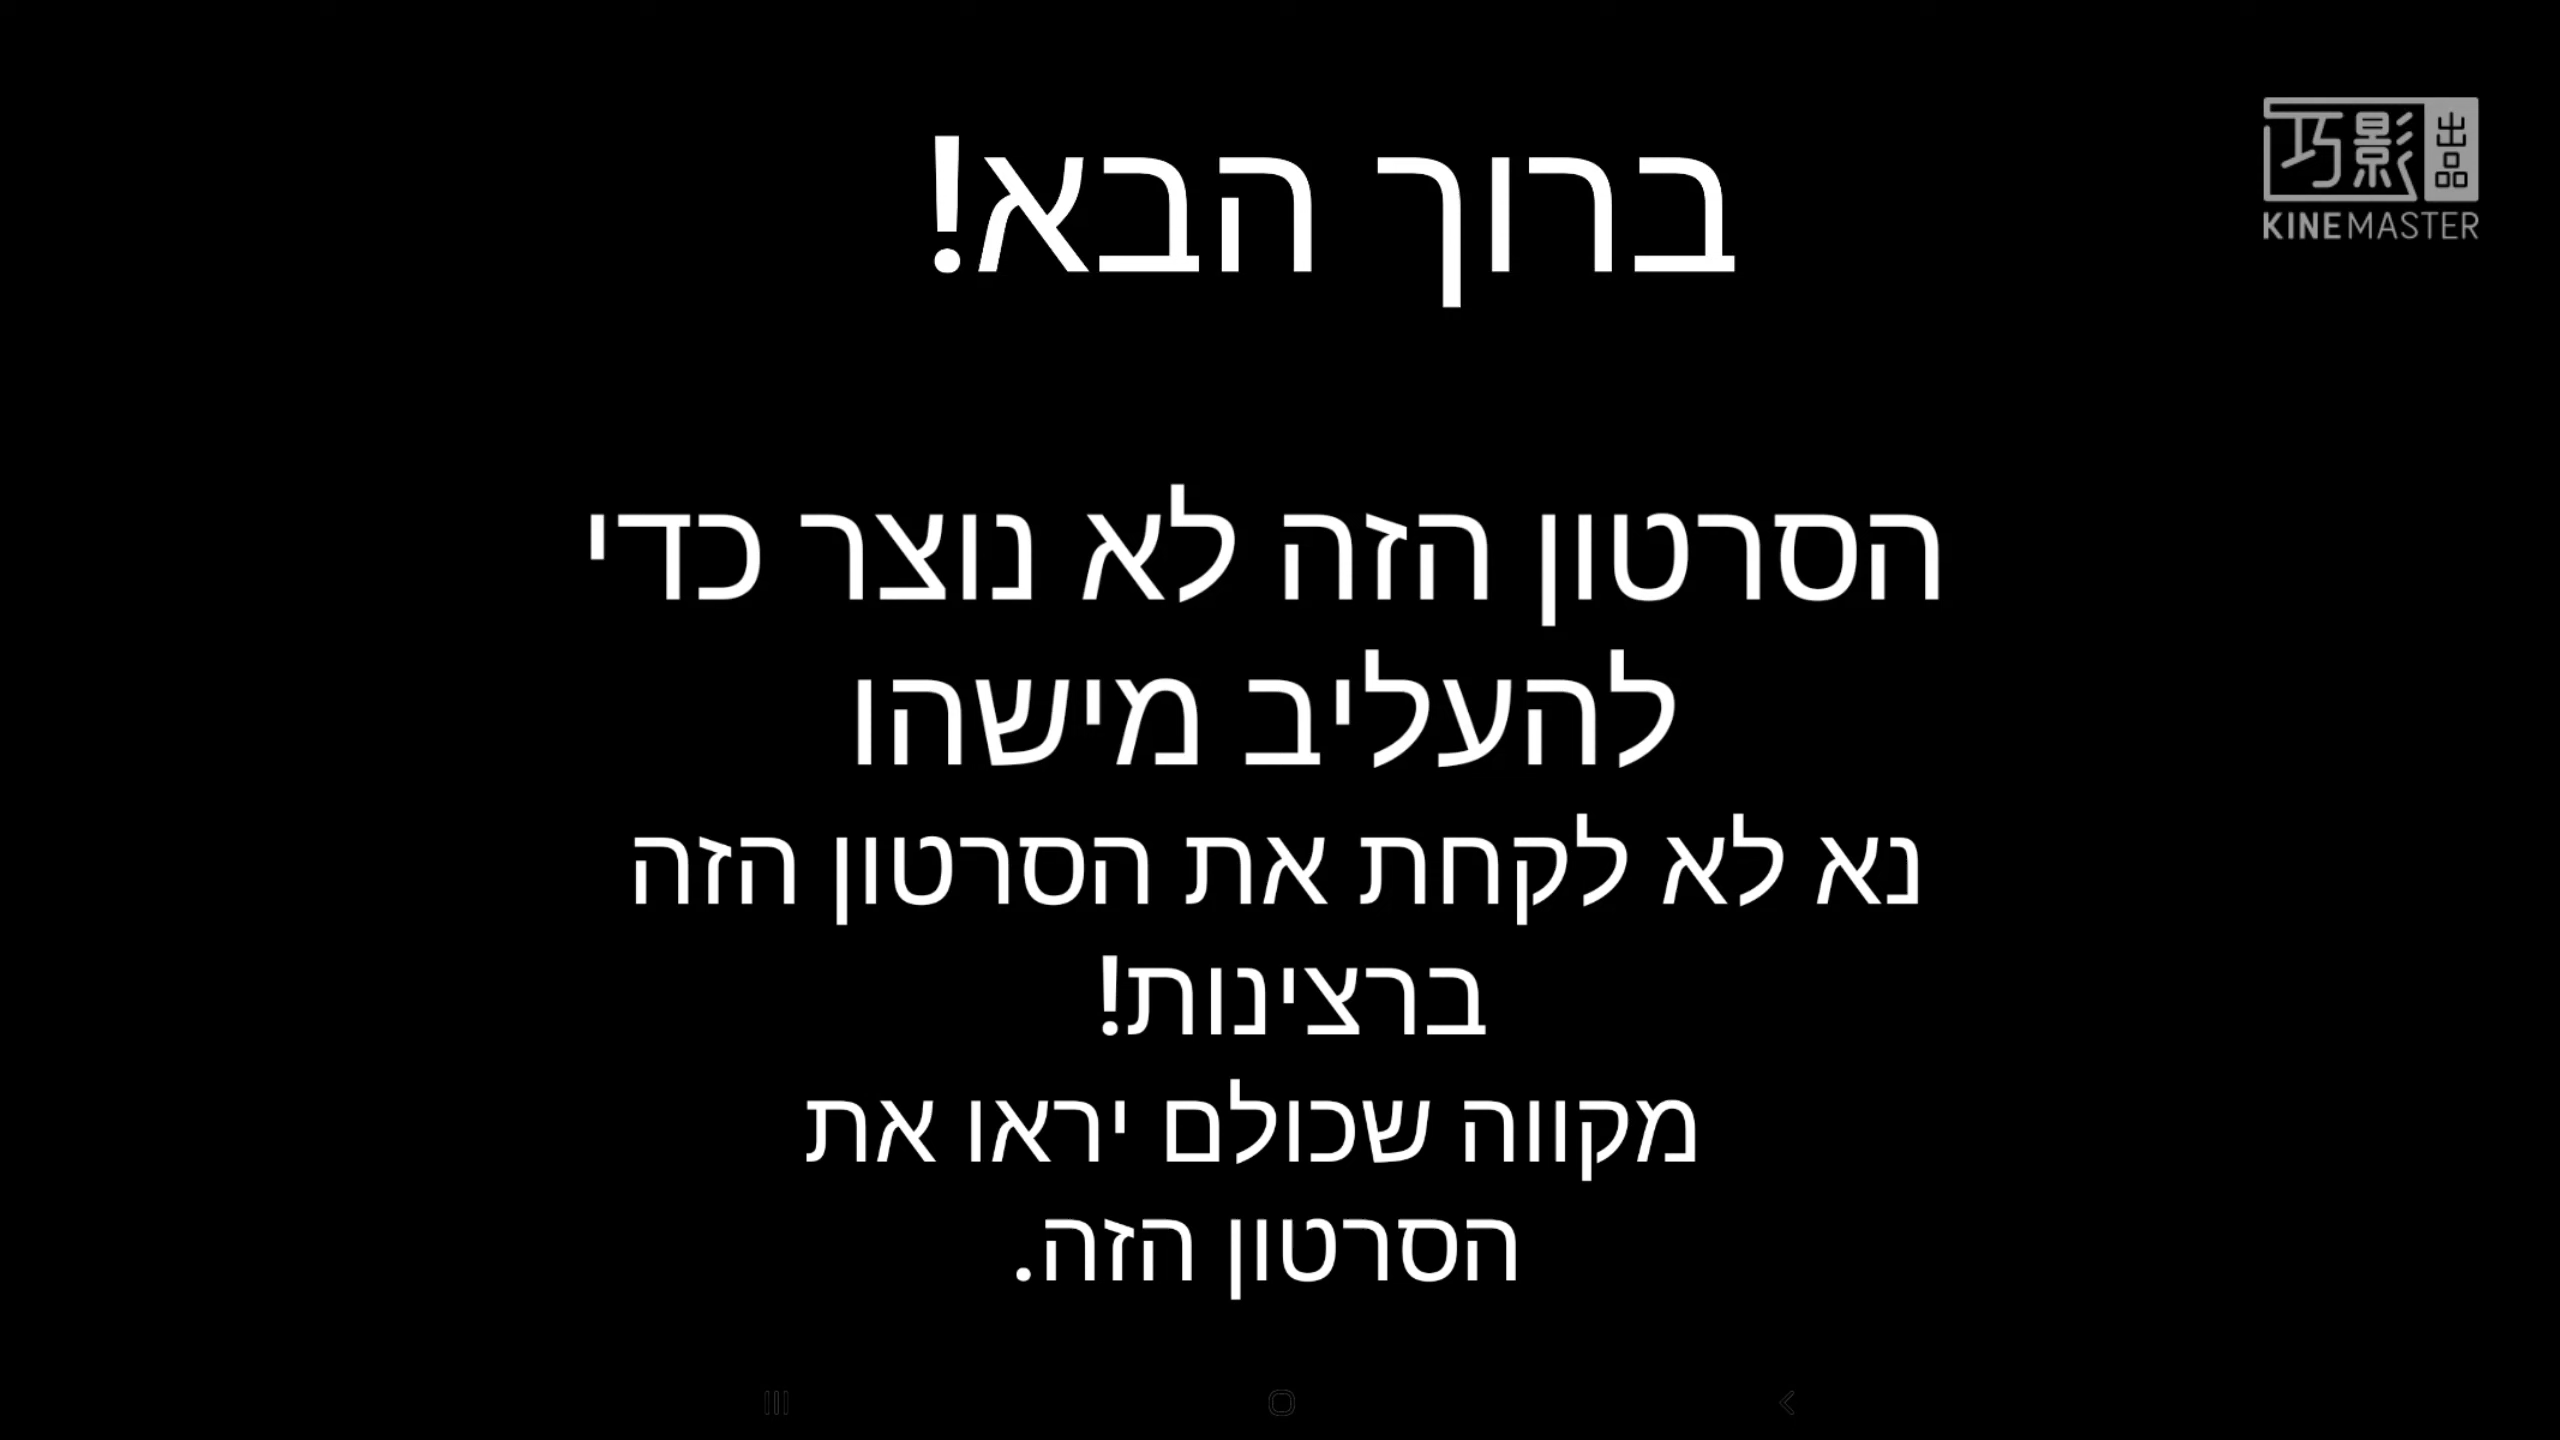 ברוך הבא!
巧影出品
KINEMASTER
הסרטון הזה לא נוצר כדי
להעליב מישהו
נא לא לקחת את הסרטון הזה
ברצינות!
מקווה שכולם יראו את
הסרטון הזה.